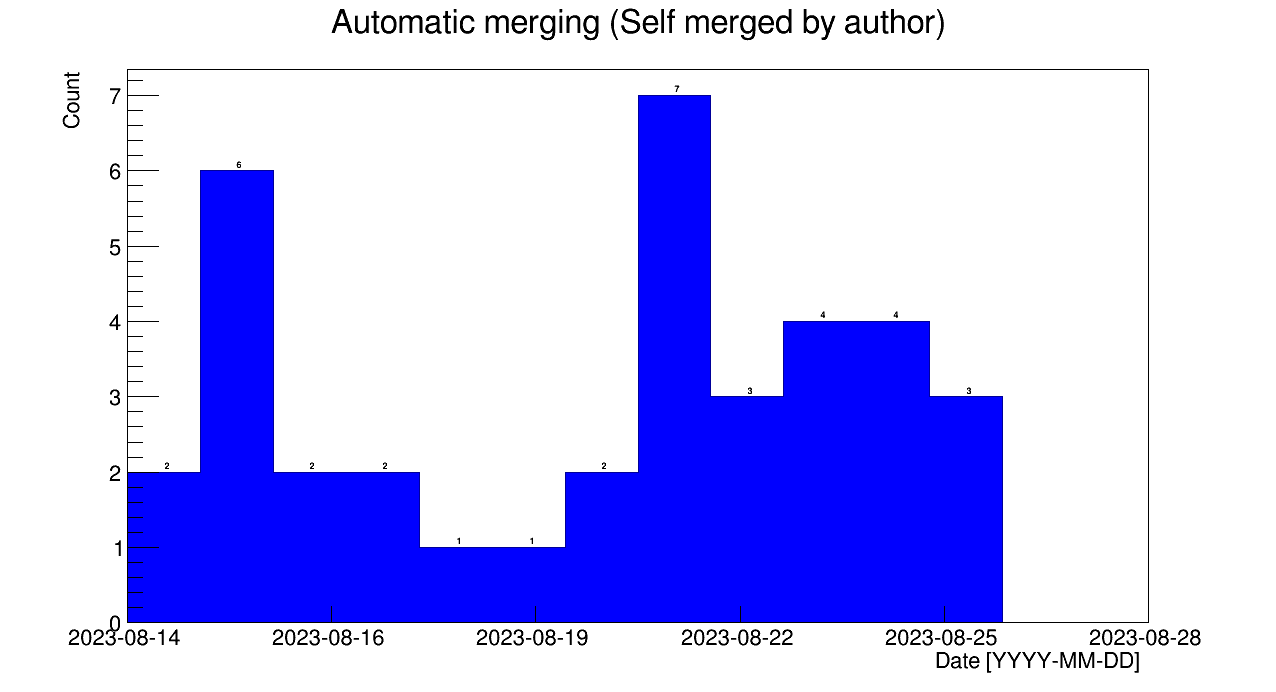 Automatic merging (Self merged by author)
Count
7
6
5
4
3
2
1
0
2 6 2 2 1 1 2 7 3 4 4 3
2023-08-14 2023-08-16 2023-08-19 2023-08-22 2023-08-25 2023-08-28
Date [YYYY-MM-DD]